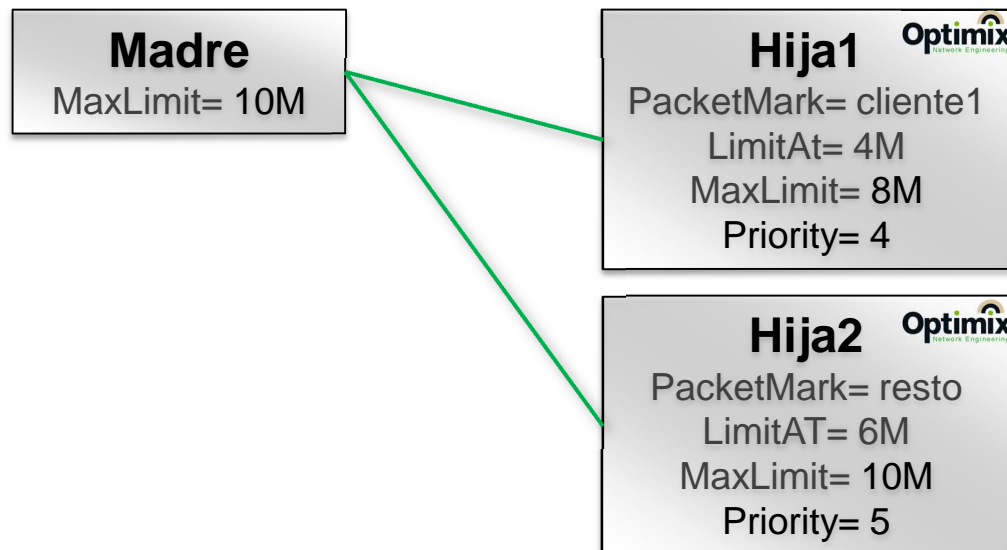 Madre
MaxLimit= 10M
Hija1
Optimix
Network Engineering
PacketMark= cliente1
LimitAt= 4M
MaxLimit= 8M
Priority= 4
Hija2
Optimix
Network Engineering
PacketMark= resto
LimitAT= 6M
MaxLimit= 10M
Priority= 5